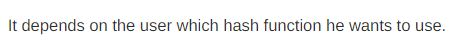 It depends on the user which hash function he wants to use.